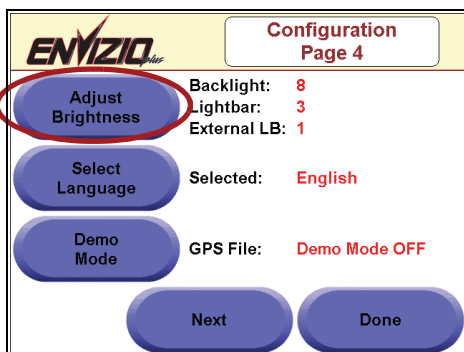 ENVIZIO plus
Configuration
Page 4
Adjust
Brightness
Backlight: 8
Lightbar: 3
External LB: 1
Select
Language
Selected: English
Demo
Mode
GPS File: Demo Mode OFF
Next
Done